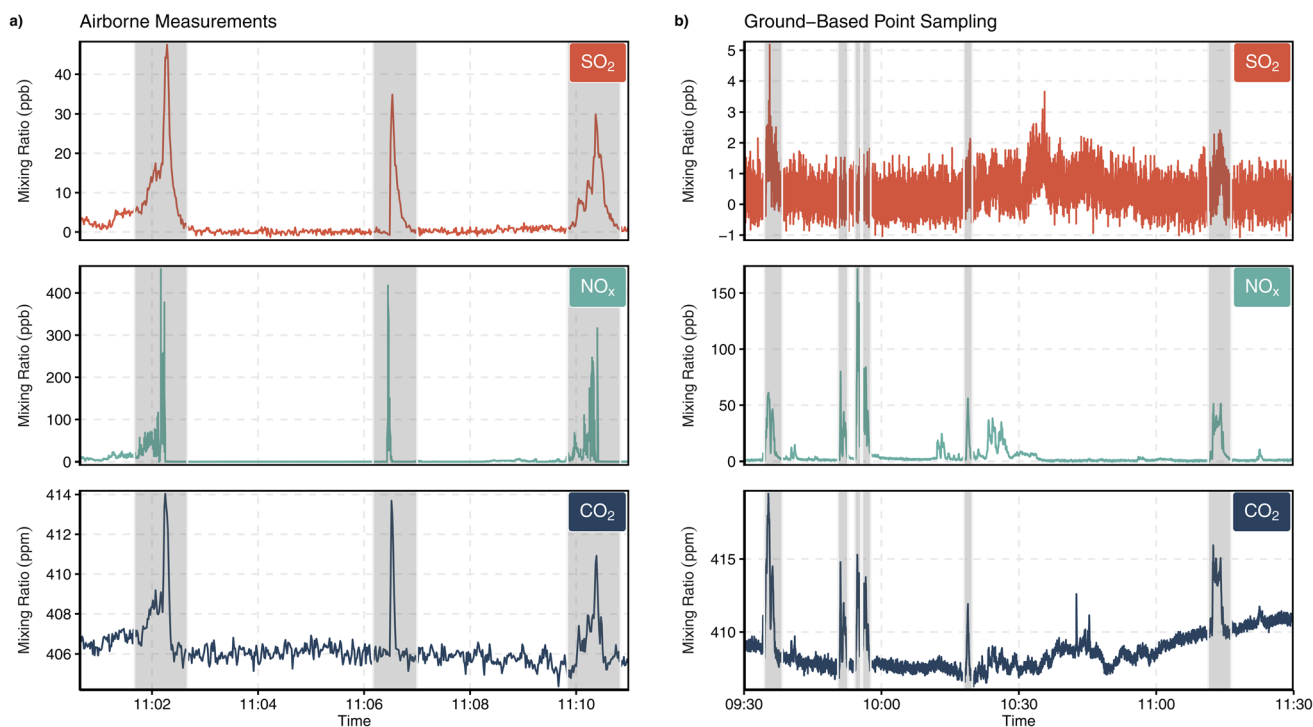 a) Airborne Measurements
SO₂
Mixing Ratio (ppb)
40
30
20
10
0
NOₓ
Mixing Ratio (ppb)
400
300
200
100
0
CO₂
Mixing Ratio (ppm)
414
412
410
408
406
11:02 11:04 11:06 11:08 11:10
Time
b) Ground−Based Point Sampling
SO₂
Mixing Ratio (ppb)
5
4
3
2
1
0
−1
NOₓ
Mixing Ratio (ppb)
150
100
50
0
CO₂
Mixing Ratio (ppm)
415
410
09:30 10:00 10:30 11:00 11:30
Time